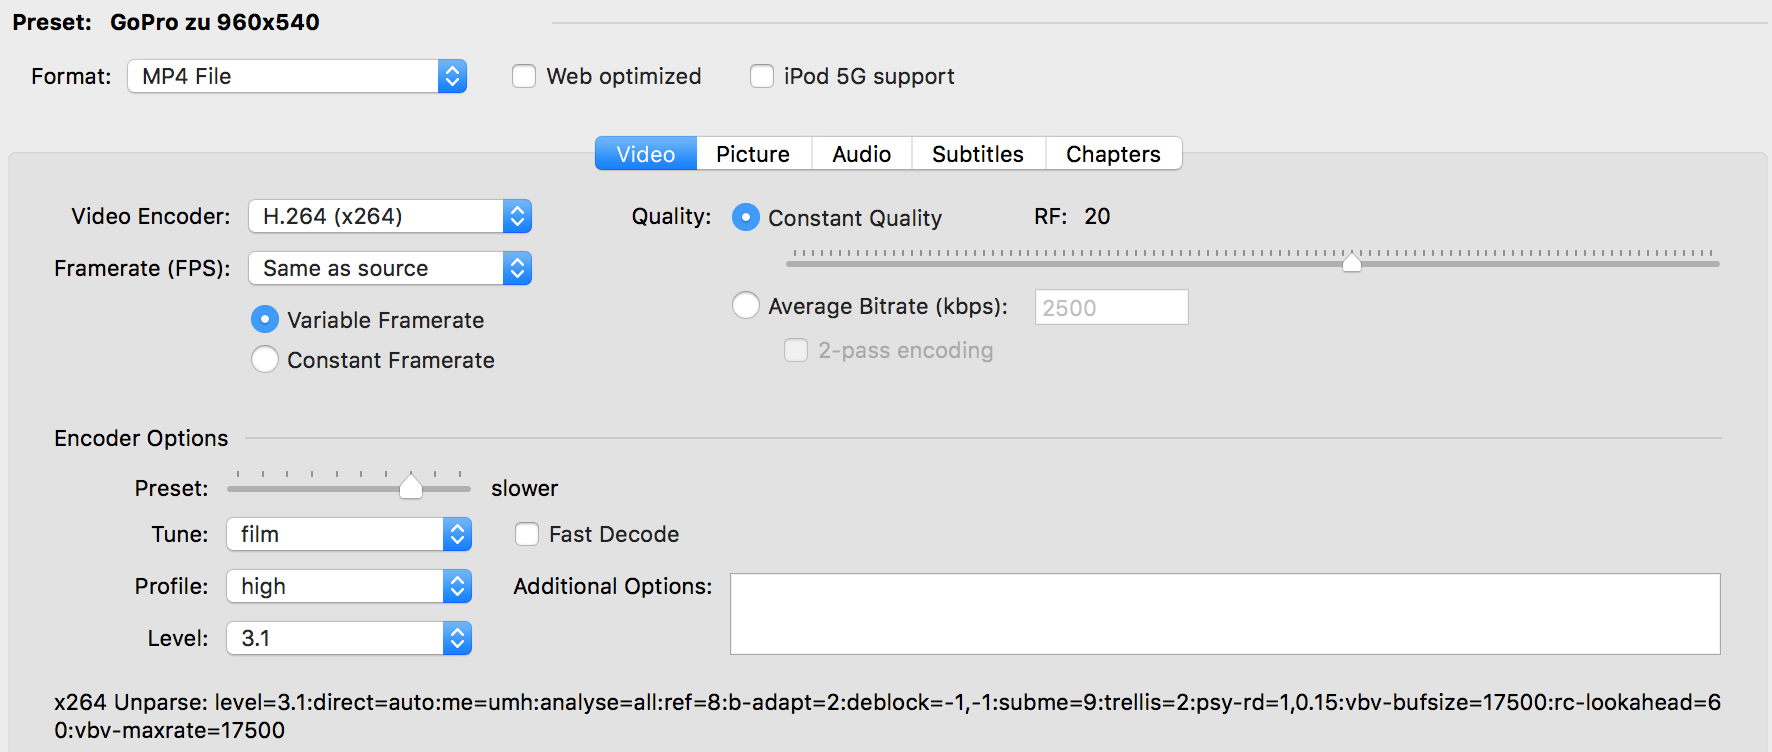 Preset: GoPro zu 960x540
Format: MP4 File Web optimized iPod 5G support
Video Picture Audio Subtitles Chapters
Video Encoder: H.264 (x264) Quality: Constant Quality RF: 20
Framerate (FPS): Same as source
Variable Framerate Average Bitrate (kbps): 2500
Constant Framerate 2-pass encoding
Encoder Options
Preset: slower
Tune: film Fast Decode
Profile: high Additional Options:
Level: 3.1
x264 Unparse: level=3.1:direct=auto:me=umh:analyse=all:ref=8:b-adapt=2:deblock=-1,-1:subme=9:trellis=2:psy-rd=1,0.15:vbv-bufsize=17500:rc-lookahead=6
0:vbv-maxrate=17500